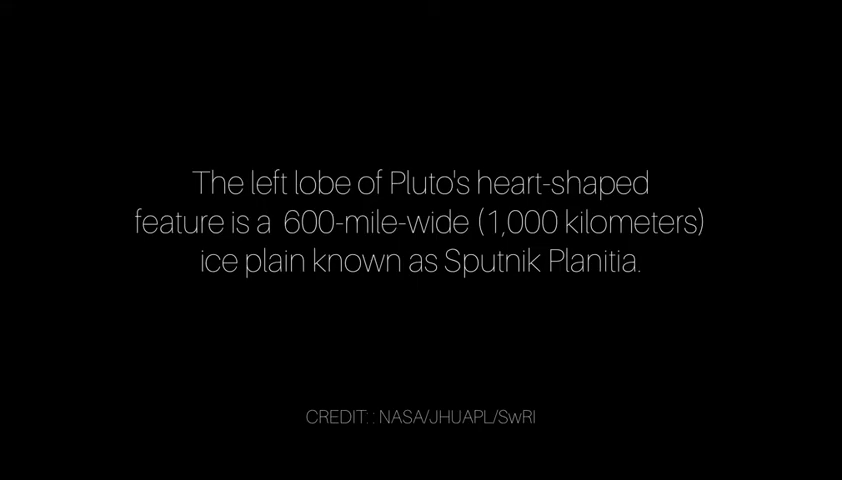 The left lobe of Pluto's heart-shaped
feature is a  600-mile-wide (1,000 kilometers)
ice plain known as Sputnik Planitia.
CREDIT: : NASA/JHUAPL/SwRI